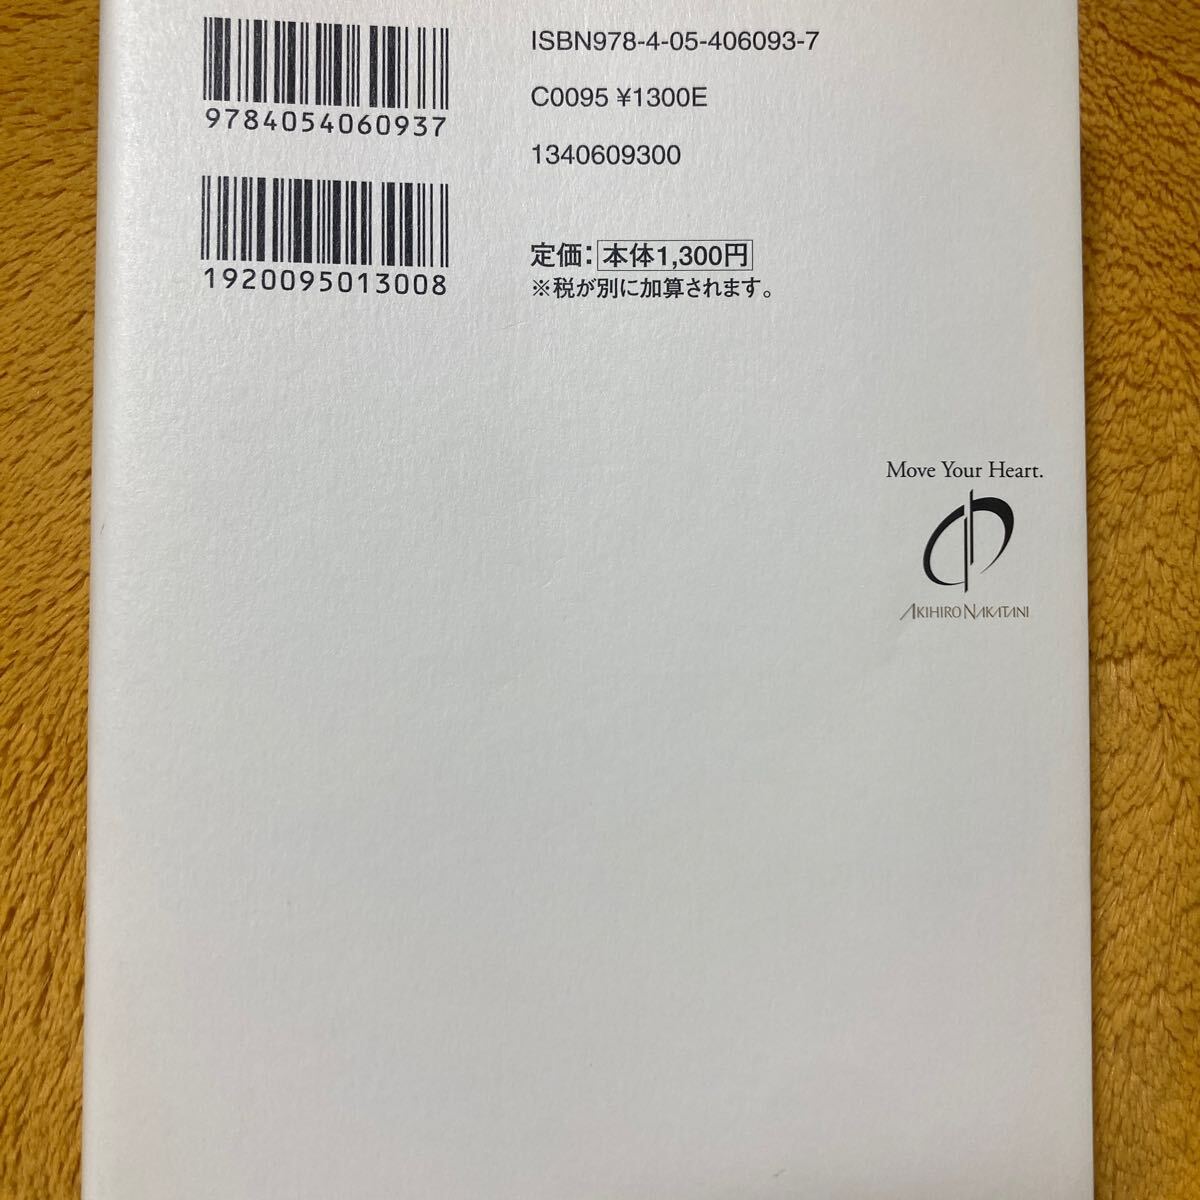 9784054060937
1920095013008
ISBN978-4-05-406093-7
C0095 ¥1300E
1340609300
定価：本体1,300円
※税が別に加算されます。
Move Your Heart.
AKIHIRO NAKATANI